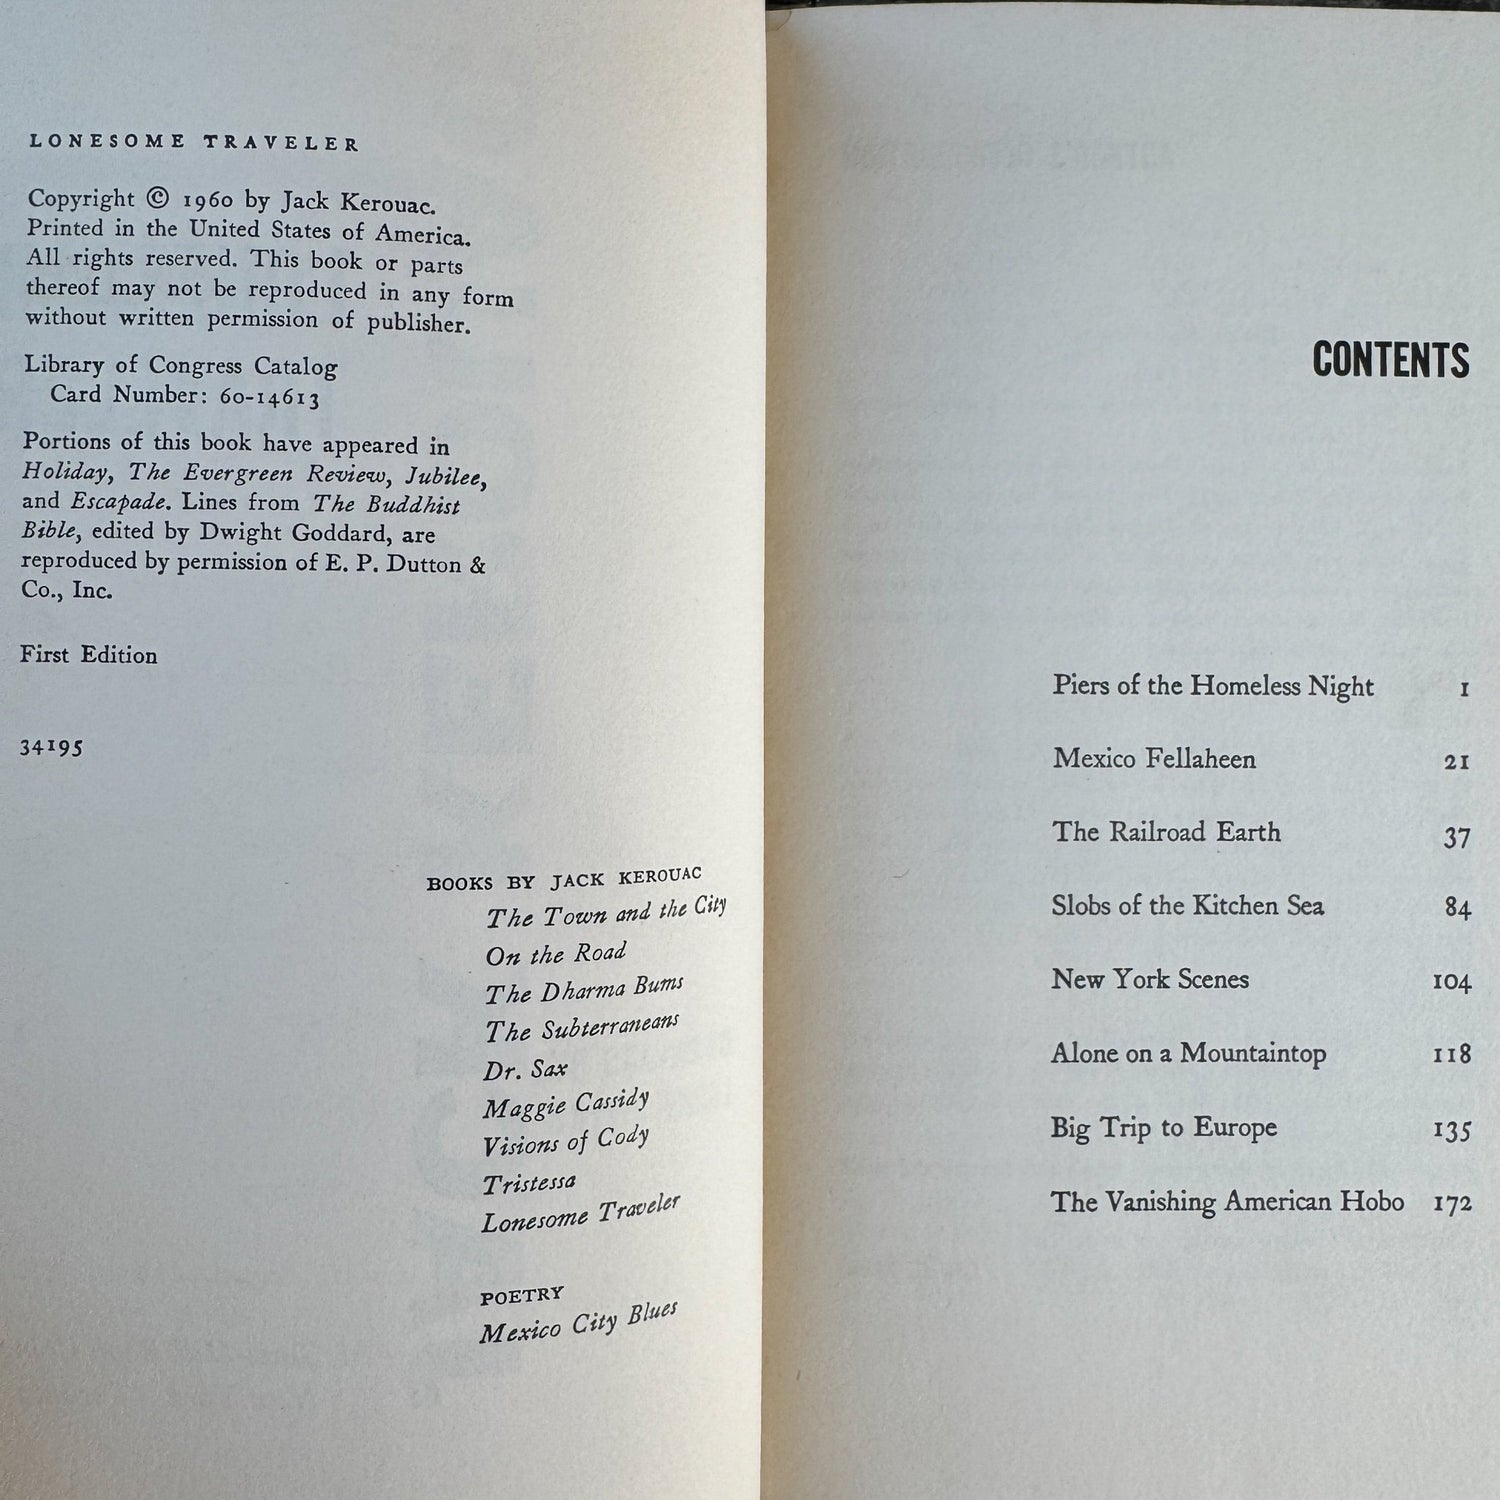 LONESOME TRAVELER
Copyright © 1960 by Jack Kerouac.
Printed in the United States of America.
All rights reserved. This book or parts
thereof may not be reproduced in any form
without written permission of publisher.
Library of Congress Catalog
Card Number: 60-14613
Portions of this book have appeared in
Holiday, The Evergreen Review, Jubilee,
and Escapade. Lines from The Buddhist
Bible, edited by Dwight Goddard, are
reproduced by permission of E. P. Dutton &
Co., Inc.
First Edition
34195
BOOKS BY JACK KEROUAC
The Town and the City
On the Road
The Dharma Bums
The Subterraneans
Dr. Sax
Maggie Cassidy
Visions of Cody
Tristessa
Lonesome Traveler
POETRY
Mexico City Blues
CONTENTS
Piers of the Homeless Night 1
Mexico Fellaheen 21
The Railroad Earth 37
Slobs of the Kitchen Sea 84
New York Scenes 104
Alone on a Mountaintop 118
Big Trip to Europe 135
The Vanishing American Hobo 172